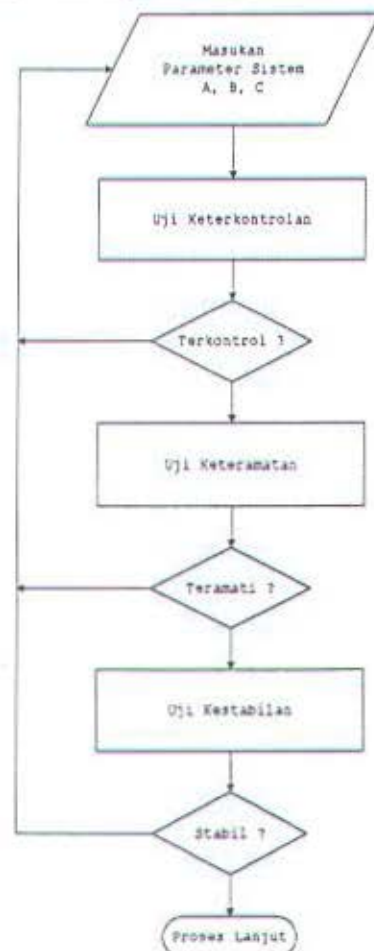 Masukan
Parameter Sistem
A, B, C
Uji Keterkontrolan
Terkontrol ?
Uji Keteramatan
Teramati ?
Uji Kestabilan
Stabil ?
Proses Lanjut